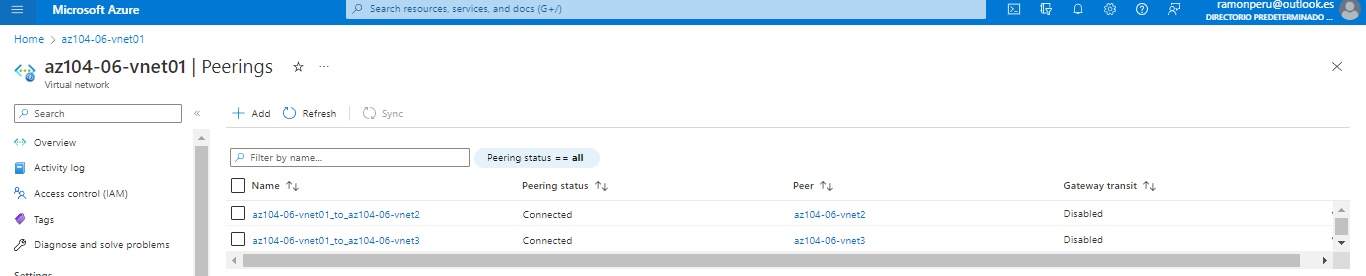 Microsoft Azure
Search resources, services, and docs (G+/)
ramonperu@outlook.es
DIRECTORIO PREDETERMINADO ...
Home > az104-06-vnet01
az104-06-vnet01 | Peerings
Virtual network
Search
Add Refresh Sync
Overview
Activity log
Access control (IAM)
Tags
Diagnose and solve problems
Settings
Filter by name...
Peering status == all
Name Peering status Peer Gateway transit
az104-06-vnet01_to_az104-06-vnet2 Connected az104-06-vnet2 Disabled
az104-06-vnet01_to_az104-06-vnet3 Connected az104-06-vnet3 Disabled